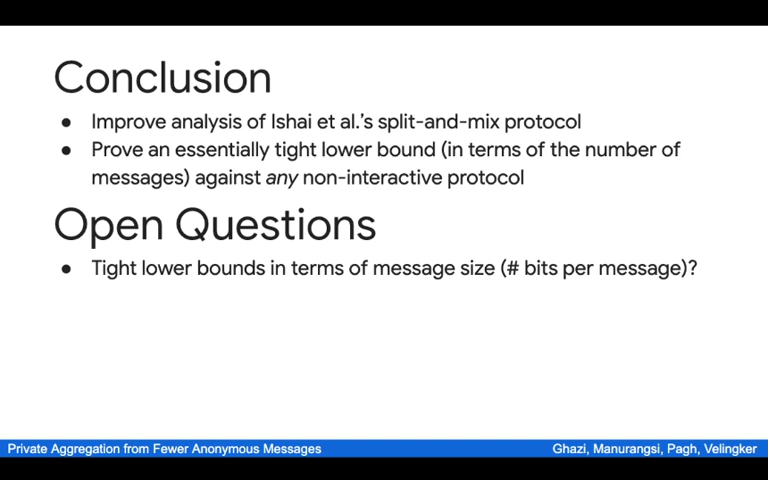 Conclusion
● Improve analysis of Ishai et al.'s split-and-mix protocol
● Prove an essentially tight lower bound (in terms of the number of
messages) against any non-interactive protocol
Open Questions
● Tight lower bounds in terms of message size (# bits per message)?
Private Aggregation from Fewer Anonymous Messages
Ghazi, Manurangsi, Pagh, Velingker